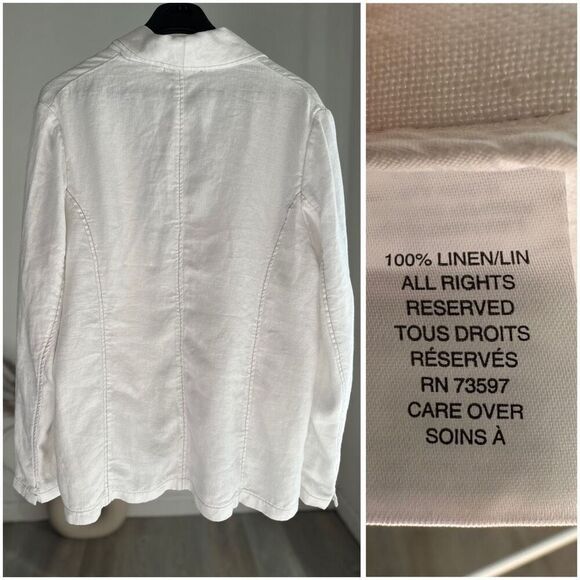 100% LINEN/LIN
ALL RIGHTS
RESERVED
TOUS DROITS
RÉSERVÉS
RN 73597
CARE OVER
SOINS À